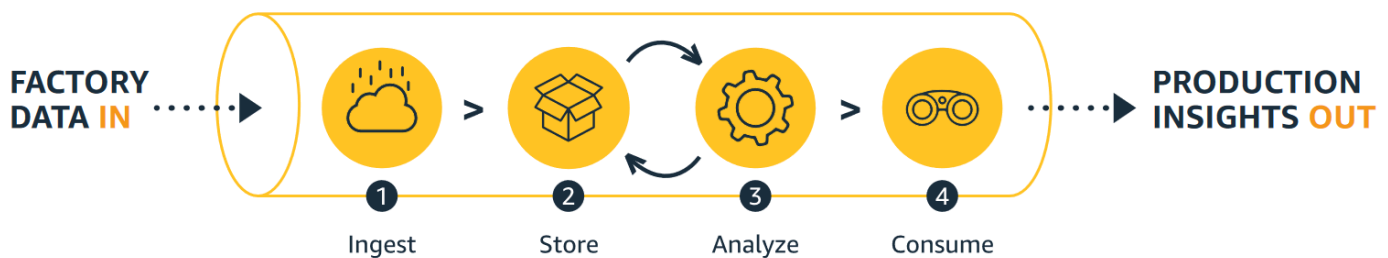 FACTORY
DATA IN
>
>
PRODUCTION
INSIGHTS OUT
1
2
3
4
Ingest
Store
Analyze
Consume